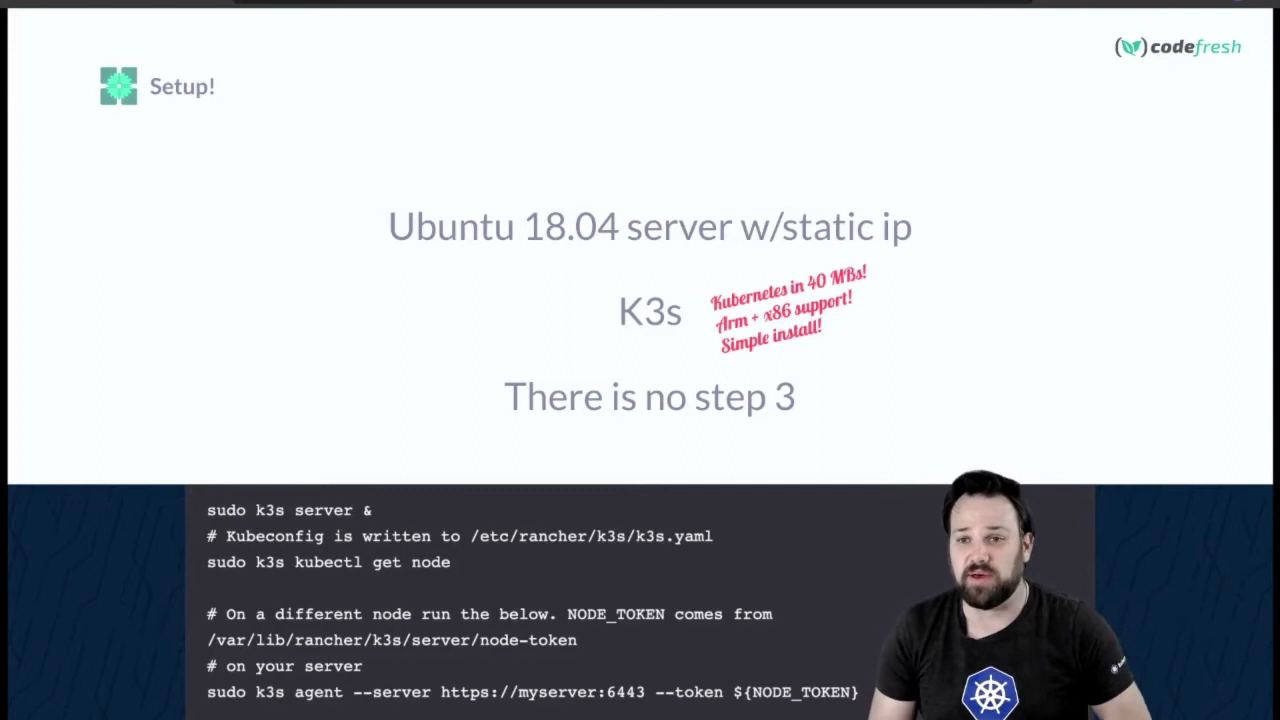 (codefresh
Setup!
Ubuntu 18.04 server w/static ip
K3s
Kubernetes in 40 MBs!
Arm + x86 support!
Simple install!
There is no step 3
sudo k3s server &
# Kubeconfig is written to /etc/rancher/k3s/k3s.yaml
sudo k3s kubectl get node
# On a different node run the below. NODE_TOKEN comes from
/var/lib/rancher/k3s/server/node-token
# on your server
sudo k3s agent --server https://myserver:6443 --token ${NODE_TOKEN}